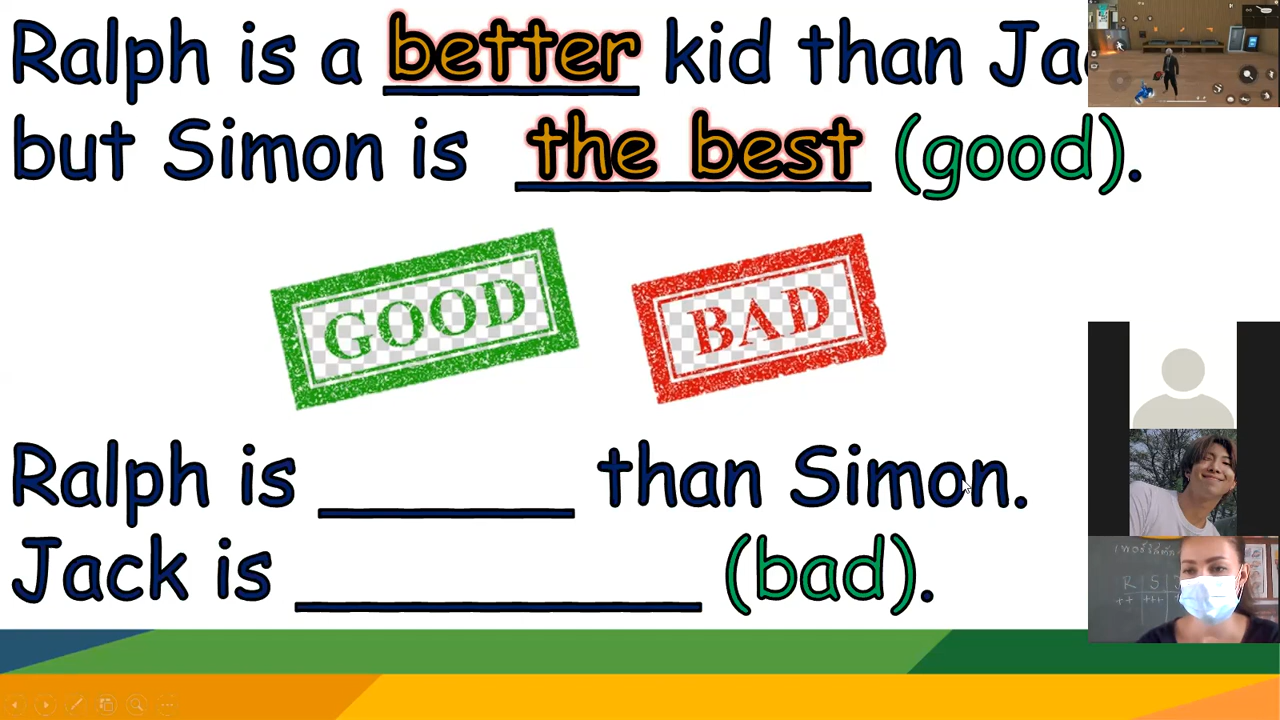 Ralph is a better kid than Ja
but Simon is the best (good).
GOOD
BAD
Ralph is ______ than Simon.
Jack is __________ (bad).
R S J
++ +++